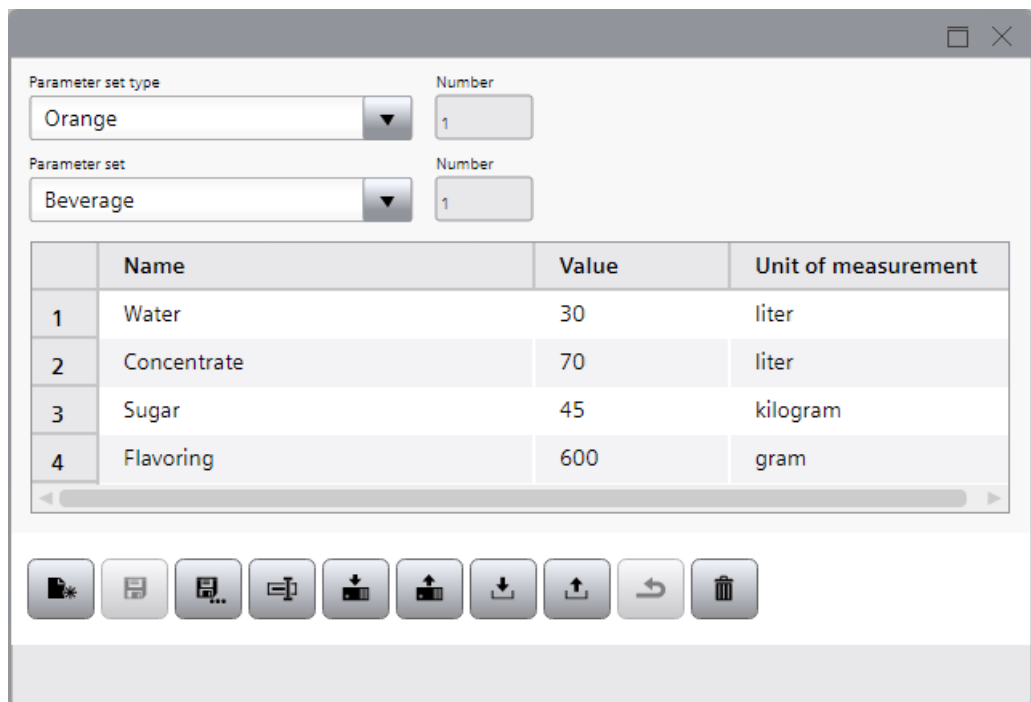 Parameter set type Number
Orange 1
Parameter set Number
Beverage 1
Name Value Unit of measurement
1 Water 30 liter
2 Concentrate 70 liter
3 Sugar 45 kilogram
4 Flavoring 600 gram